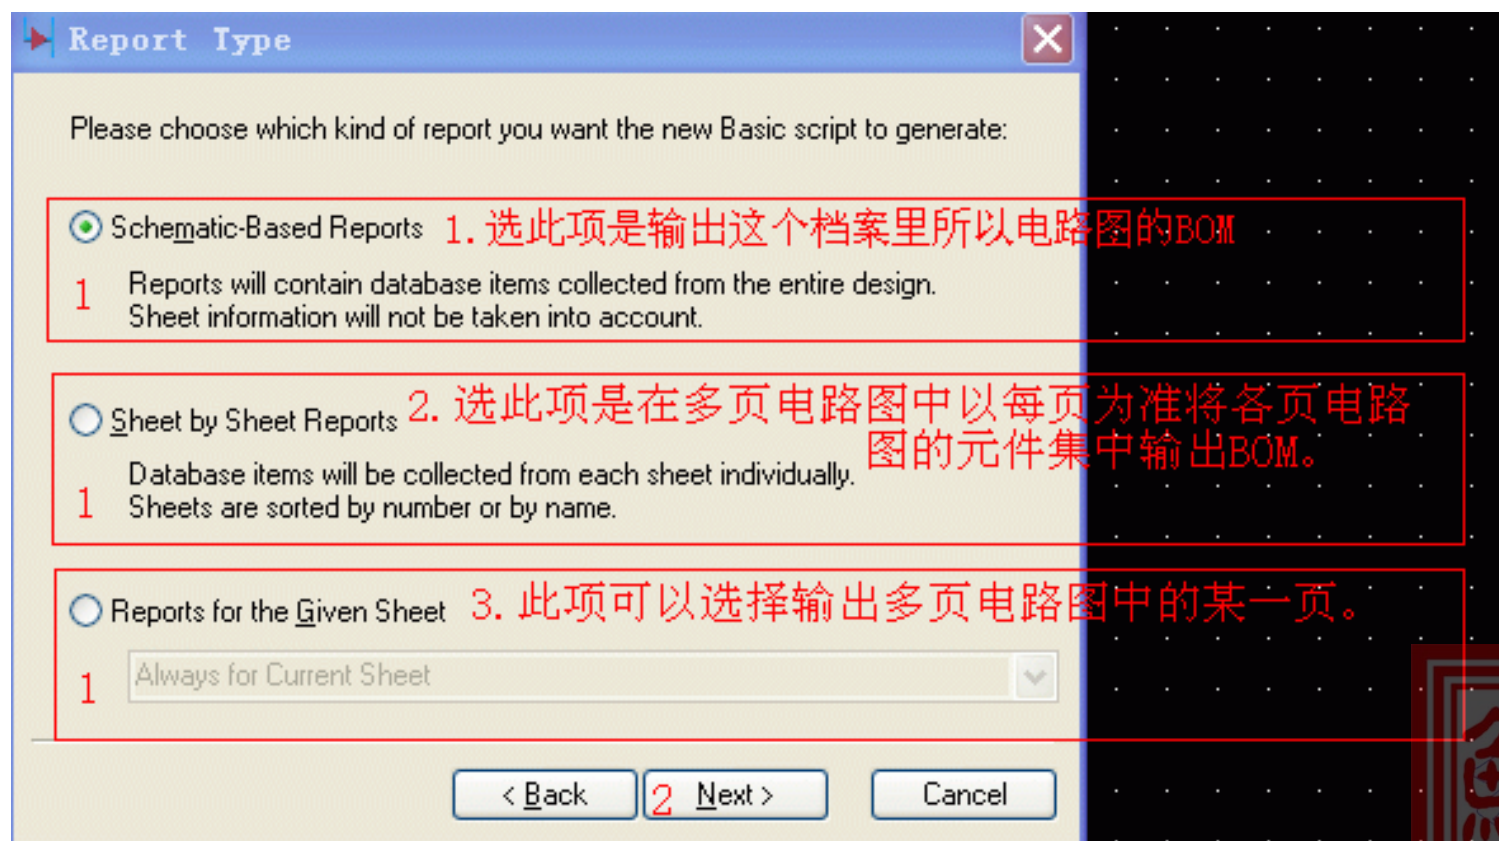 Report Type
Please choose which kind of report you want the new Basic script to generate:
Schematic-Based Reports 1.选此项是输出这个档案里所以电路图的BOM
1 Reports will contain database items collected from the entire design.
Sheet information will not be taken into account.
Sheet by Sheet Reports 2.选此项是在多页电路图中以每页为准将各页电路
图的元件集中输出BOM。
Database items will be collected from each sheet individually.
1 Sheets are sorted by number or by name.
Reports for the Given Sheet 3.此项可以选择输出多页电路图中的某一页。
1 Always for Current Sheet
< Back 2 Next > Cancel